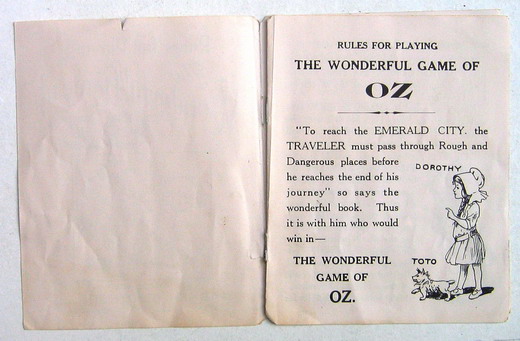 RULES FOR PLAYING
THE WONDERFUL GAME OF
OZ
"To reach the EMERALD CITY. the
TRAVELER must pass through Rough and
Dangerous places before
he reaches the end of his
journey" so says the
wonderful book. Thus
it is with him who would
win in—
THE WONDERFUL
GAME OF
OZ.
DOROTHY
TOTO